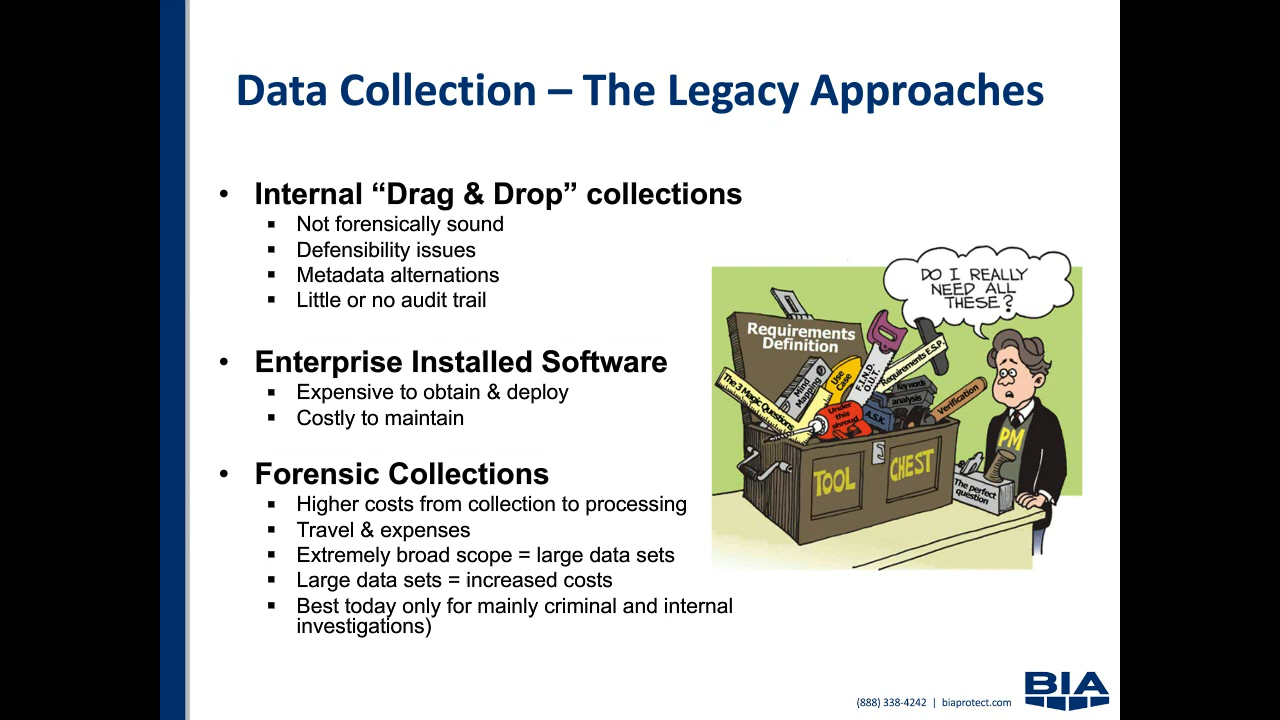 Data Collection – The Legacy Approaches
• Internal “Drag & Drop” collections
▪ Not forensically sound
▪ Defensibility issues
▪ Metadata alternations
▪ Little or no audit trail
• Enterprise Installed Software
▪ Expensive to obtain & deploy
▪ Costly to maintain
• Forensic Collections
▪ Higher costs from collection to processing
▪ Travel & expenses
▪ Extremely broad scope = large data sets
▪ Large data sets = increased costs
▪ Best today only for mainly criminal and internal
investigations)
DO I REALLY
NEED ALL
THESE?
Requirements
Definition
The 3 Magic Questions
Mind
Mapping
Use
Case
F.I.N.D.
O.U.T.
Requirements E.S.P.
Under
this
shroud
A.S.K.
Keywords
analysis
Verification
PM
TOOL
CHEST
The perfect
question
(888) 338-4242 | biaprotect.com
BIA